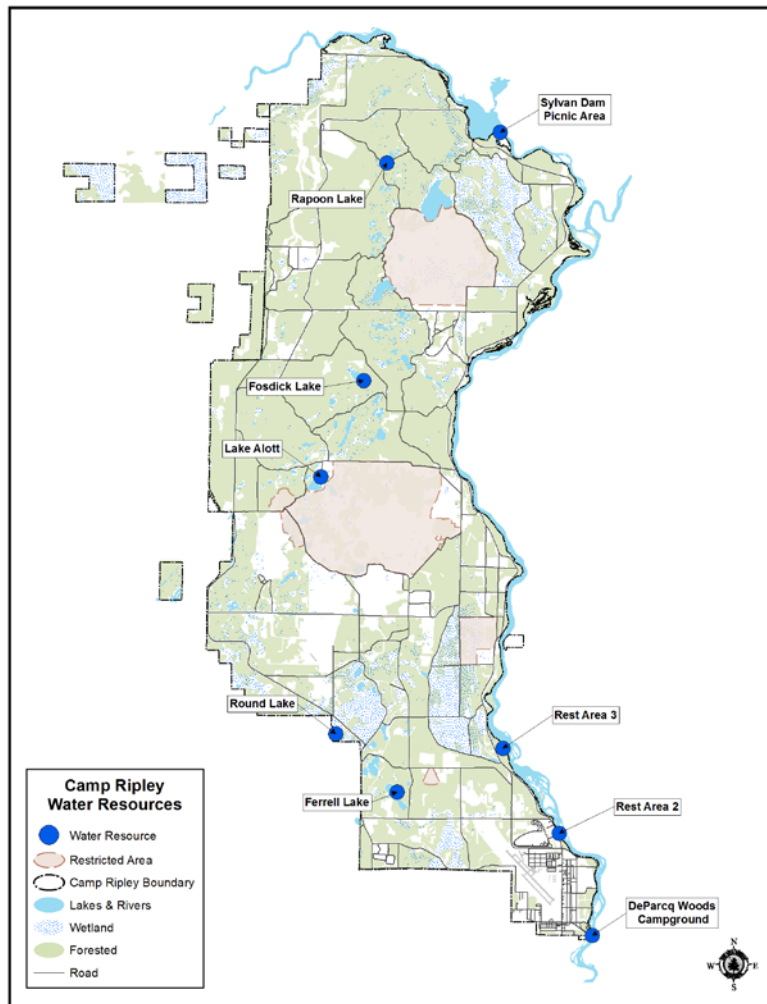 Sylvan Dam
Picnic Area
Rapoon Lake
Fosdick Lake
Lake Alott
Round Lake
Rest Area 3
Ferrell Lake
Rest Area 2
DeParcq Woods
Campground
Camp Ripley
Water Resources
Water Resource
Restricted Area
Camp Ripley Boundary
Lakes & Rivers
Wetland
Forested
Road
N
W
E
S